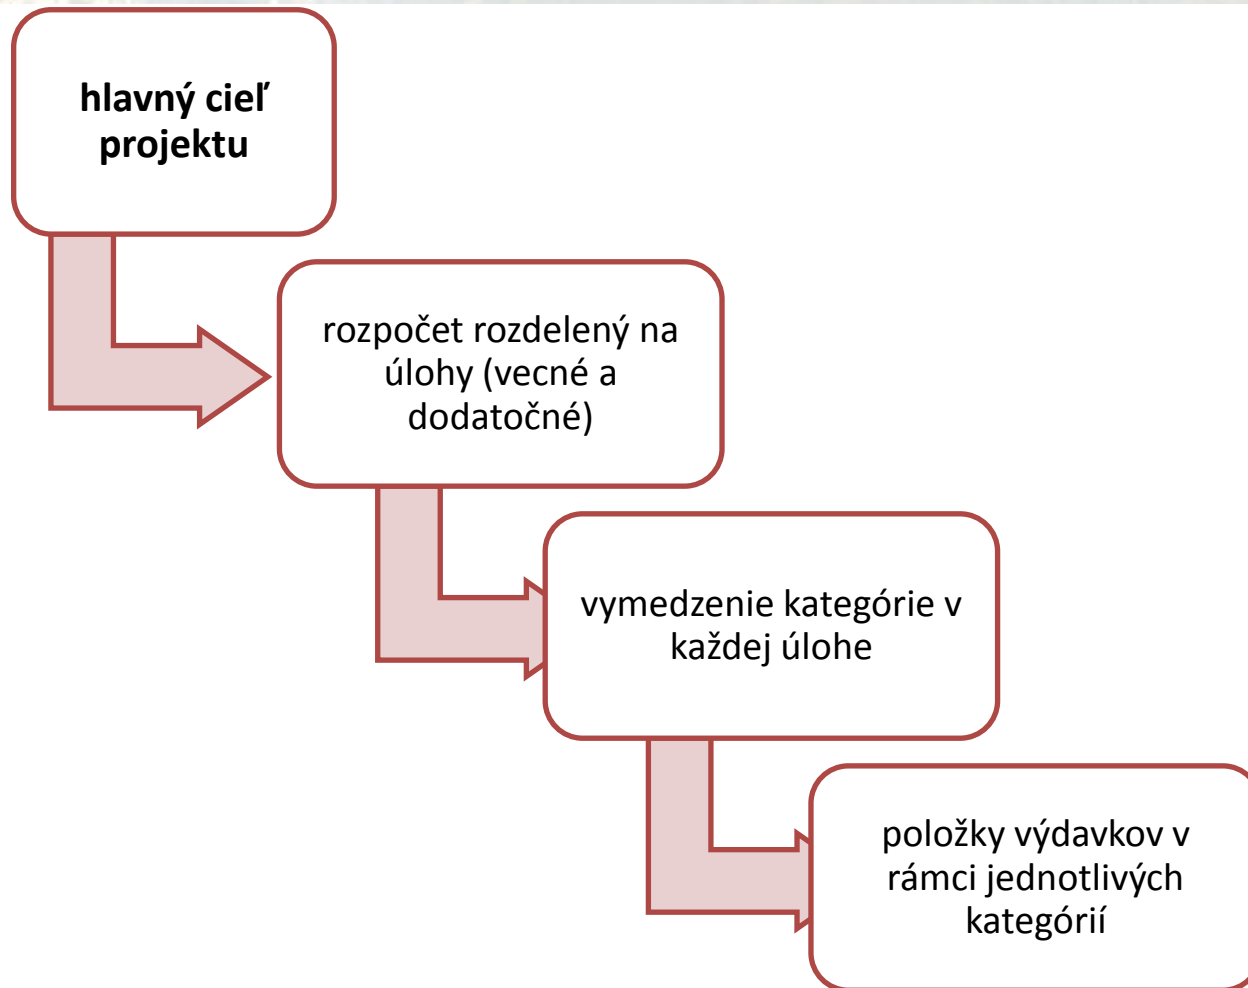 hlavný cieľ
projektu
rozpočet rozdelený na
úlohy (vecné a
dodatočné)
vymedzenie kategórie v
každej úlohe
položky výdavkov v
rámci jednotlivých
kategórií